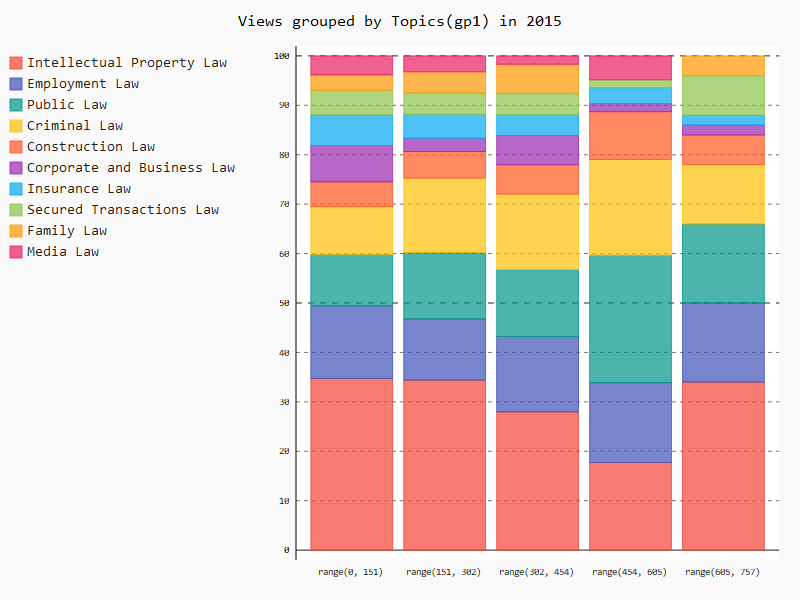 Views grouped by Topics(gp1) in 2015
Intellectual Property Law
Employment Law
Public Law
Criminal Law
Construction Law
Corporate and Business Law
Insurance Law
Secured Transactions Law
Family Law
Media Law
100
90
80
70
60
50
40
30
20
10
0
range(0, 151)
range(151, 302)
range(302, 454)
range(454, 605)
range(605, 757)